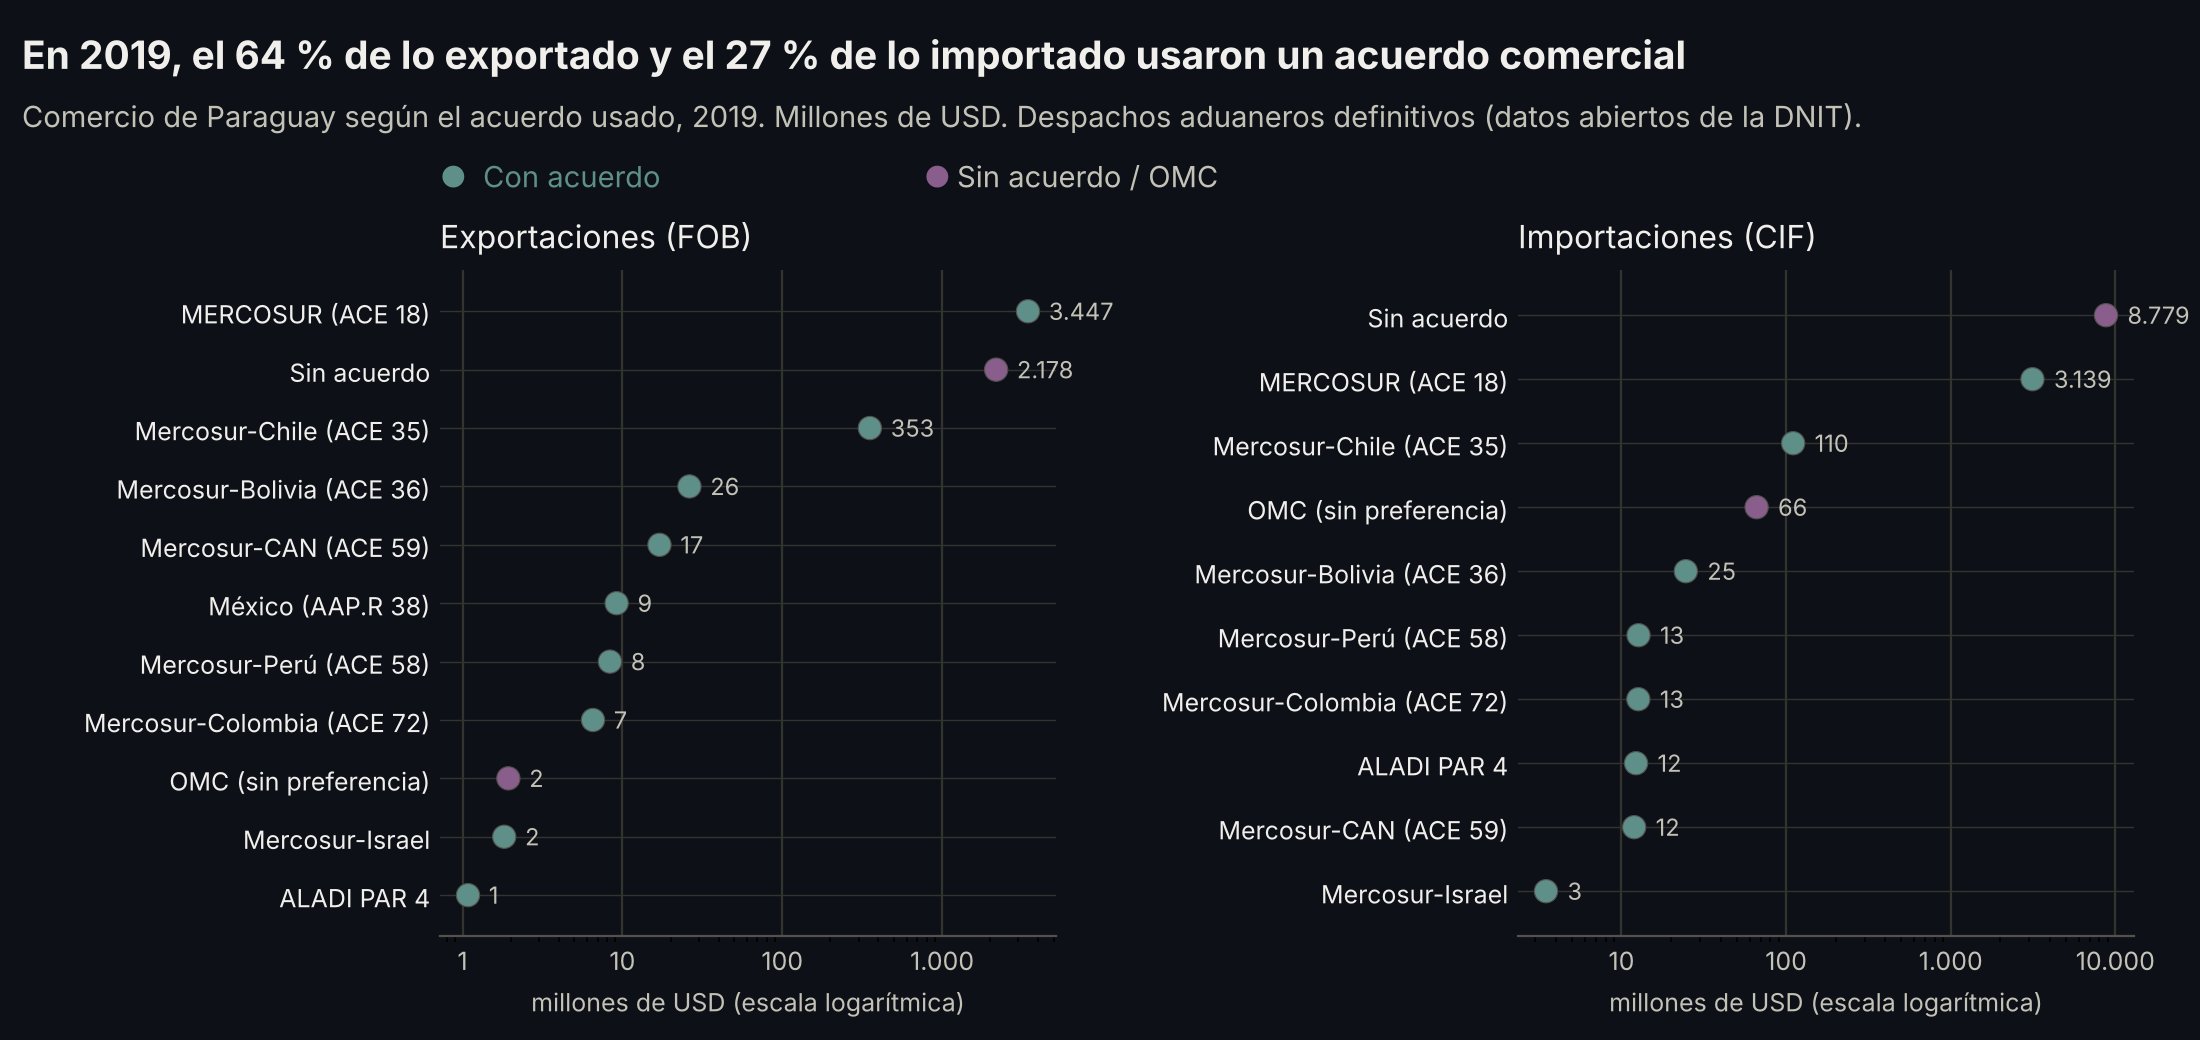 En 2019, el 64 % de lo exportado y el 27 % de lo importado usaron un acuerdo comercial
Comercio de Paraguay según el acuerdo usado, 2019. Millones de USD. Despachos aduaneros definitivos (datos abiertos de la DNIT).
Con acuerdo
Sin acuerdo / OMC
Exportaciones (FOB)
MERCOSUR (ACE 18) 3.447
Sin acuerdo 2.178
Mercosur-Chile (ACE 35) 353
Mercosur-Bolivia (ACE 36) 26
Mercosur-CAN (ACE 59) 17
México (AAP.R 38) 9
Mercosur-Perú (ACE 58) 8
Mercosur-Colombia (ACE 72) 7
OMC (sin preferencia) 2
Mercosur-Israel 2
ALADI PAR 4 1
1 10 100 1.000
millones de USD (escala logarítmica)
Importaciones (CIF)
Sin acuerdo 8.779
MERCOSUR (ACE 18) 3.139
Mercosur-Chile (ACE 35) 110
OMC (sin preferencia) 66
Mercosur-Bolivia (ACE 36) 25
Mercosur-Perú (ACE 58) 13
Mercosur-Colombia (ACE 72) 13
ALADI PAR 4 12
Mercosur-CAN (ACE 59) 12
Mercosur-Israel 3
10 100 1.000 10.000
millones de USD (escala logarítmica)